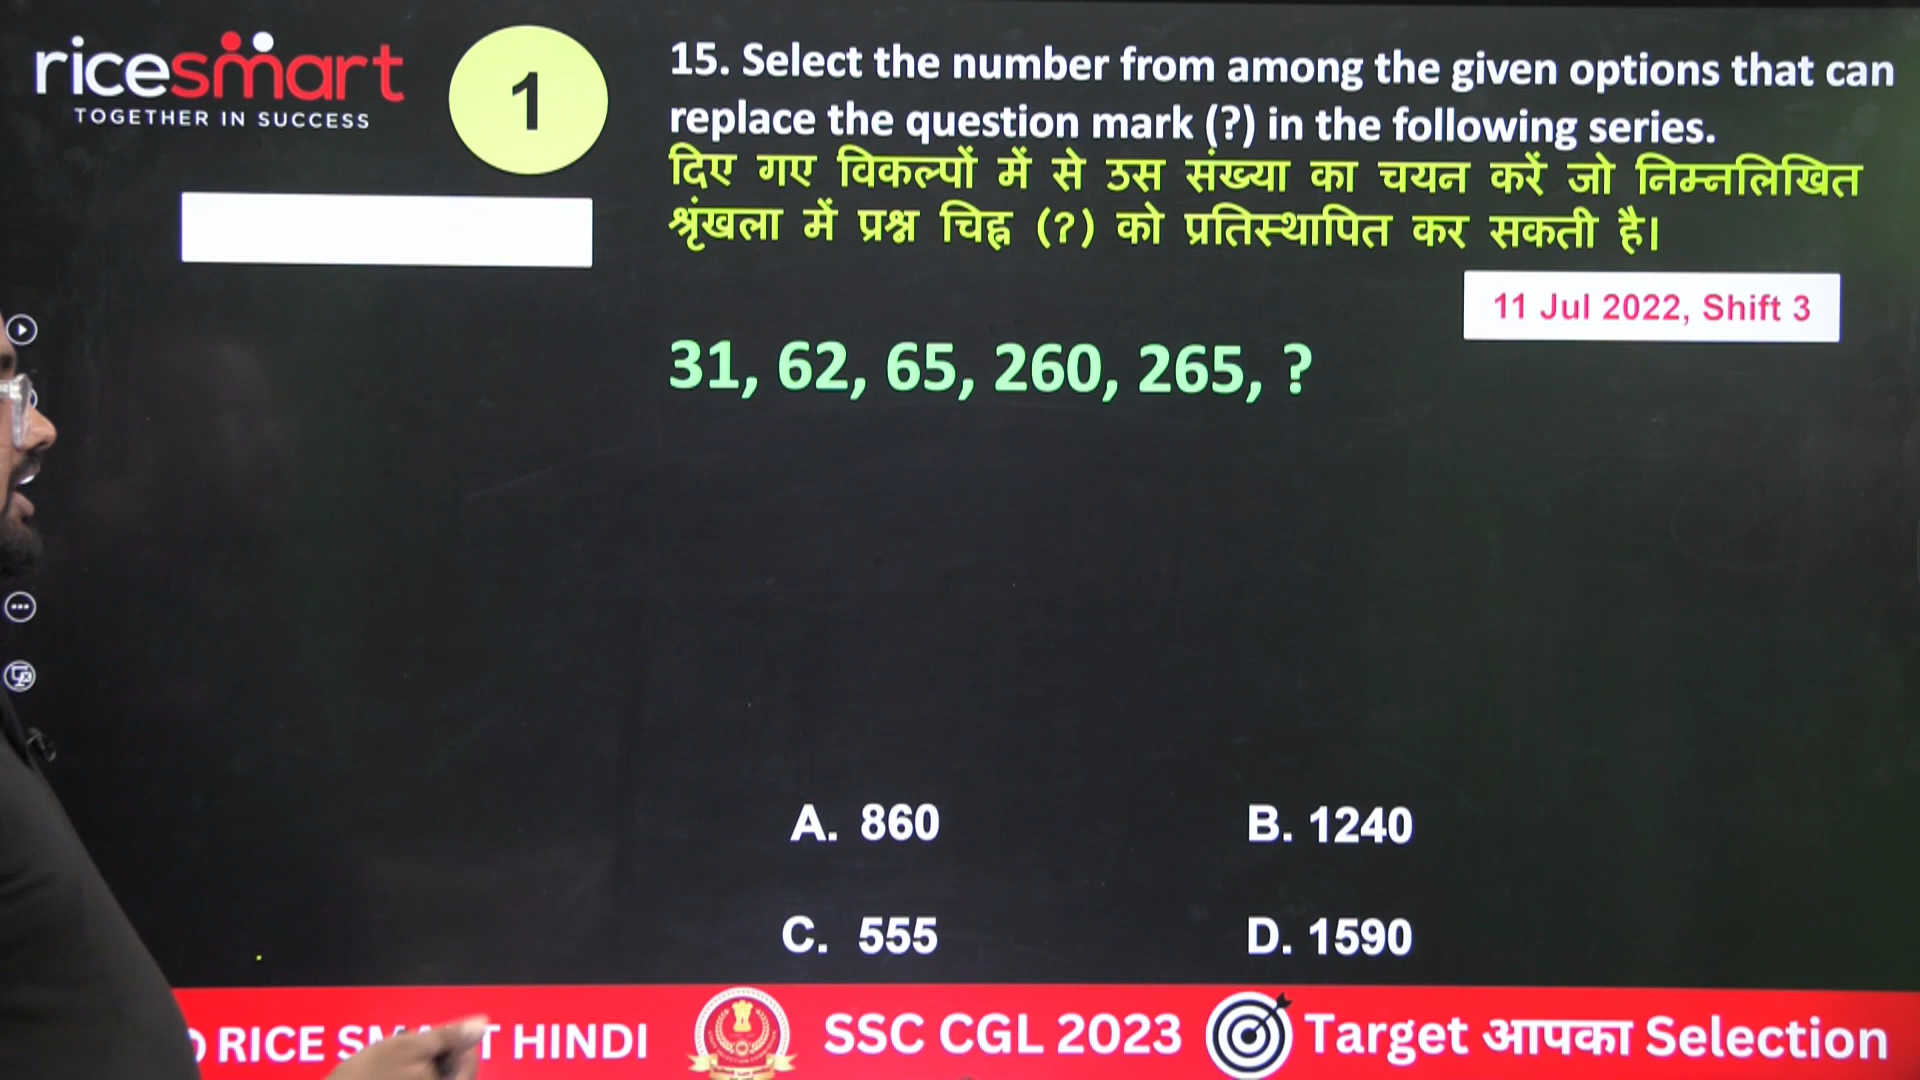 ricesmart
TOGETHER IN SUCCESS
1
15. Select the number from among the given options that can
replace the question mark (?) in the following series.
दिए गए विकल्पों में से उस संख्या का चयन करें जो निम्नलिखित
श्रृंखला में प्रश्न चिह्न (?) को प्रतिस्थापित कर सकती है।
11 Jul 2022, Shift 3
31, 62, 65, 260, 265, ?
A. 860
B. 1240
C. 555
D. 1590
RICE HINDI
SSC CGL 2023
Target आपका Selection